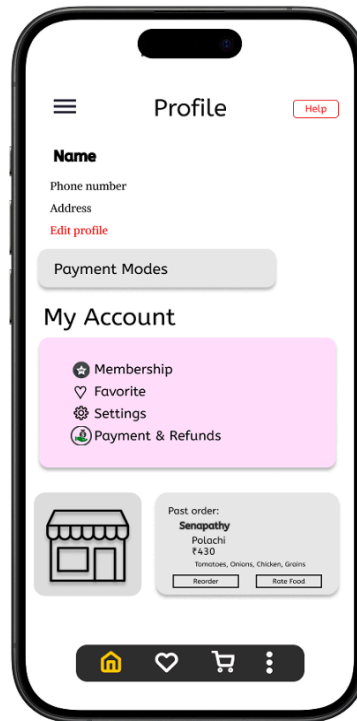 Profile
Help
Name
Phone number
Address
Edit profile
Payment Modes
My Account
Membership
Favorite
Settings
Payment & Refunds
Past order:
Senapathy
Polachi
₹430
Tomatoes, Onions, Chicken, Grains
Reorder
Rate Food